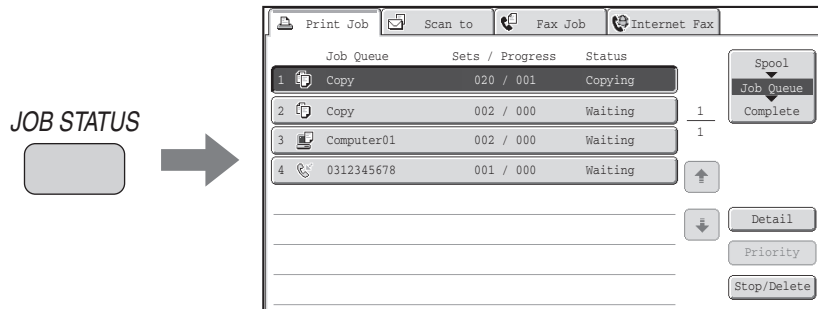 Print Job Scan to Fax Job Internet Fax
Job Queue Sets / Progress Status
1 Copy 020 / 001 Copying
2 Copy 002 / 000 Waiting
3 Computer01 002 / 000 Waiting
4 0312345678 001 / 000 Waiting
1
1
Spool
Job Queue
Complete
Detail
Priority
Stop/Delete
JOB STATUS